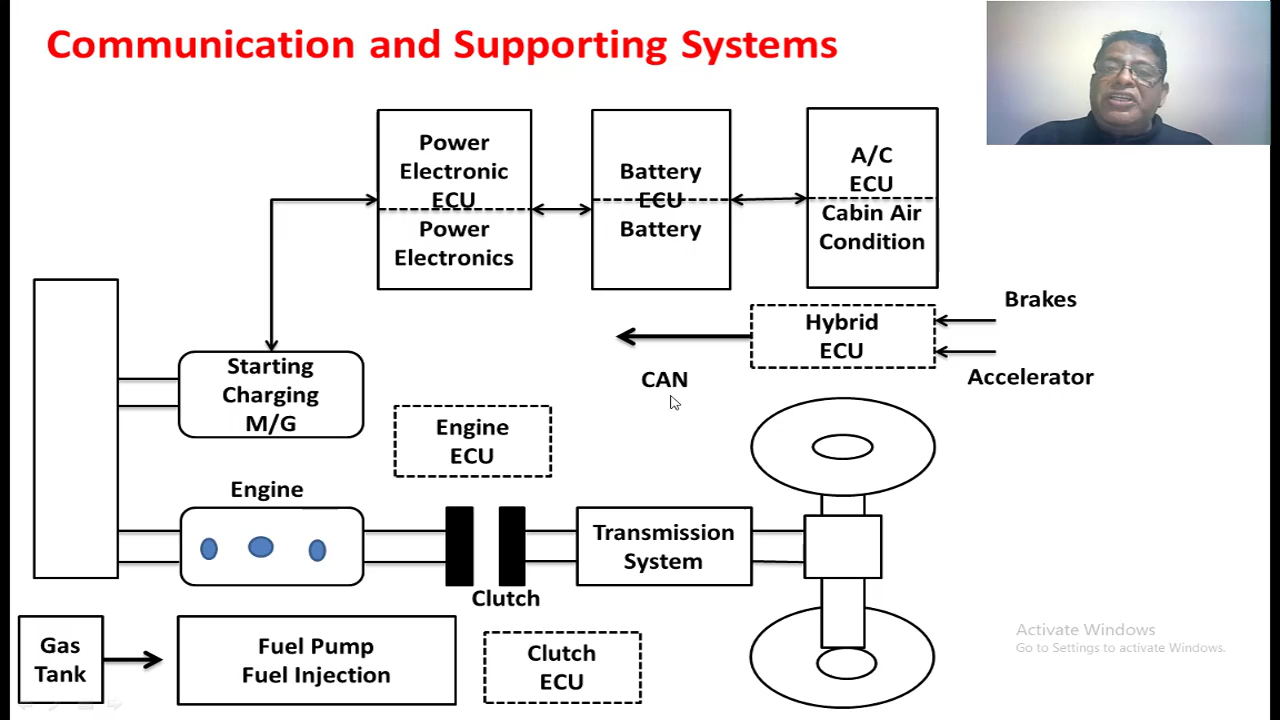 Communication and Supporting Systems
Power
Electronic
ECU
Power
Electronics
Battery
ECU
Battery
A/C
ECU
Cabin Air
Condition
Brakes
Hybrid
ECU
Accelerator
CAN
Starting
Charging
M/G
Engine
ECU
Engine
Transmission
System
Clutch
Gas
Tank
Fuel Pump
Fuel Injection
Clutch
ECU
Activate Windows
Go to Settings to activate Windows.